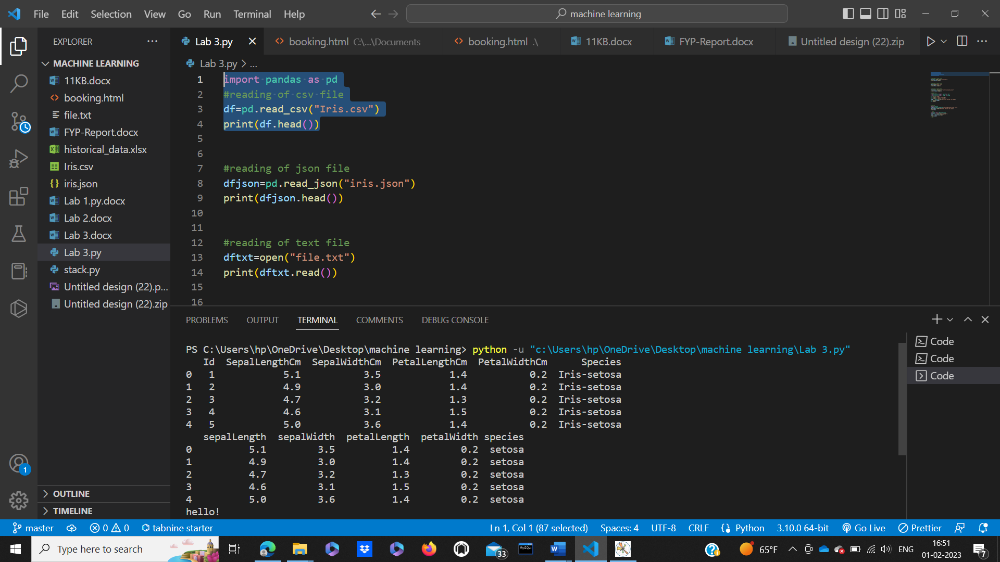 File Edit Selection View Go Run Terminal Help
machine learning
EXPLORER
Lab 3.py
booking.html C:\...\Documents
booking.html .\
11KB.docx
FYP-Report.docx
Untitled design (22).zip
MACHINE LEARNING
11KB.docx
booking.html
file.txt
FYP-Report.docx
historical_data.xlsx
Iris.csv
iris.json
Lab 1.py.docx
Lab 2.docx
Lab 3.docx
Lab 3.py
stack.py
Untitled design (22).p...
Untitled design (22).zip
OUTLINE
TIMELINE
Lab 3.py > ...
1 import pandas as pd
2 #reading of csv file
3 df=pd.read_csv("Iris.csv")
4 print(df.head())
5
6
7 #reading of json file
8 dfjson=pd.read_json("iris.json")
9 print(dfjson.head())
10
11
12 #reading of text file
13 dftxt=open("file.txt")
14 print(dftxt.read())
15
16
PROBLEMS OUTPUT TERMINAL COMMENTS DEBUG CONSOLE
PS C:\Users\hp\OneDrive\Desktop\machine learning> python -u "c:\Users\hp\OneDrive\Desktop\machine learning\Lab 3.py"
Id SepalLengthCm SepalWidthCm PetalLengthCm PetalWidthCm Species
0 1 5.1 3.5 1.4 0.2 Iris-setosa
1 2 4.9 3.0 1.4 0.2 Iris-setosa
2 3 4.7 3.2 1.3 0.2 Iris-setosa
3 4 4.6 3.1 1.5 0.2 Iris-setosa
4 5 5.0 3.6 1.4 0.2 Iris-setosa
sepalLength sepalWidth petalLength petalWidth species
0 5.1 3.5 1.4 0.2 setosa
1 4.9 3.0 1.4 0.2 setosa
2 4.7 3.2 1.3 0.2 setosa
3 4.6 3.1 1.5 0.2 setosa
4 5.0 3.6 1.4 0.2 setosa
hello!
Code
Code
Code
1
master 0 0 tabnine starter Ln 1, Col 1 (87 selected) Spaces: 4 UTF-8 CRLF Python 3.10.0 64-bit Go Live Prettier
Type here to search
MySQL
33
65°F
ENG
16:51
01-02-2023
7